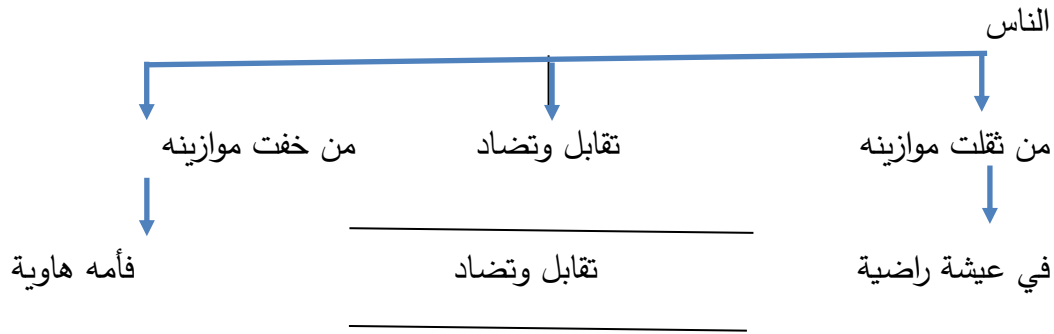 الناس
من ثقلت موازينه تقابل وتضاد من خفت موازينه
في عيشة راضية تقابل وتضاد فأمه هاوية